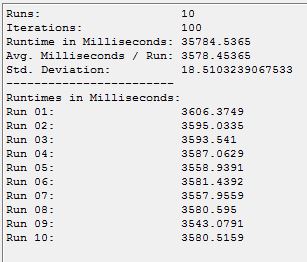 Runs: 10
Iterations: 100
Runtime in Milliseconds: 35784.5365
Avg. Milliseconds / Run: 3578.45365
Std. Deviation: 18.5103239067533
-------------------------
Runtimes in Milliseconds:
Run 01: 3606.3749
Run 02: 3595.0335
Run 03: 3593.541
Run 04: 3587.0629
Run 05: 3558.9391
Run 06: 3581.4392
Run 07: 3557.9559
Run 08: 3580.595
Run 09: 3543.0791
Run 10: 3580.5159